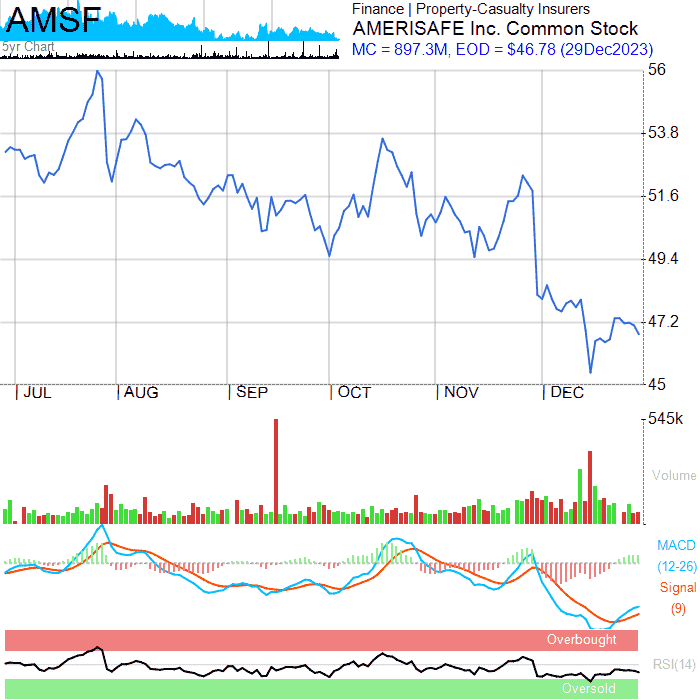 AMSF
5yr Chart
Finance | Property-Casualty Insurers
AMERISAFE Inc. Common Stock
MC = 897.3M, EOD = $46.78 (29Dec2023)
56
53.8
51.6
49.4
47.2
45
|JUL |AUG |SEP |OCT |NOV |DEC
545k
Volume
MACD
(12-26)
Signal
(9)
Overbought
RSI(14)
Oversold